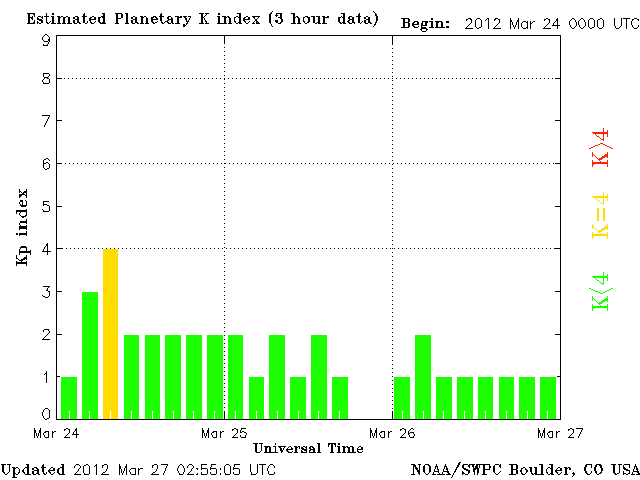 Estimated Planetary K index (3 hour data)
Begin: 2012 Mar 24 0000 UTC
9
8
7
6
5
4
3
2
1
0
Kp index
Mar 24
Mar 25
Mar 26
Mar 27
Universal Time
K>4
K=4
K<4
Updated 2012 Mar 27 02:55:05 UTC
NOAA/SWPC Boulder, CO USA